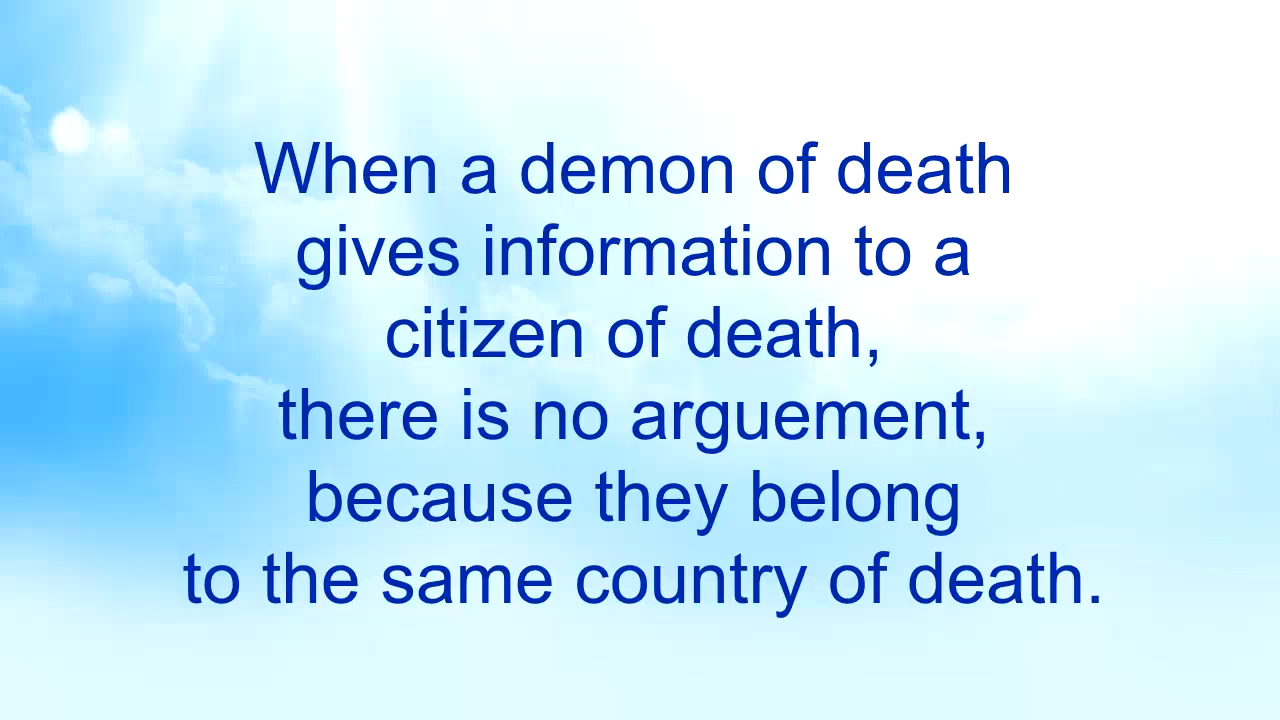 When a demon of death
gives information to a
citizen of death,
there is no arguement,
because they belong
to the same country of death.